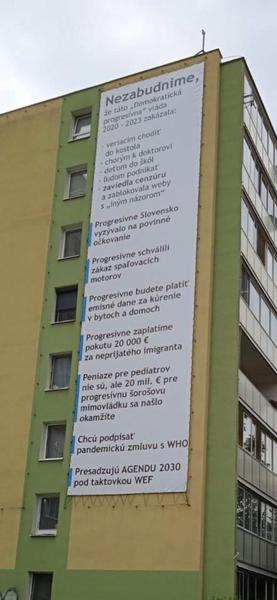 Nezabudnime,
že táto „Demokratická
progresívna" vláda
2020 - 2023 zakázala:
- veriacim chodiť
do kostola
- chorým k doktorovi
- deťom do škôl
- ľuďom podnikať
- zaviedla cenzúru
a zablokovala weby
s „iným názorom"
Progresívne Slovensko
vyzývalo na povinné
očkovanie
Progresívne schválili
zákaz spaľovacích
motorov
Progresívne budete platiť
emisné dane za kúrenie
v bytoch a domoch
Progresívne zaplatíme
pokutu 20 000 €
za neprijatého imigranta
Peniaze pre pediatrov
nie sú, ale 20 mil. € pre
progresívnu šorošovu
mimovládku sa našlo
okamžite
Chcú podpísať
pandemickú zmluvu s WHO
Presadzujú AGENDU 2030
pod taktovkou WEF